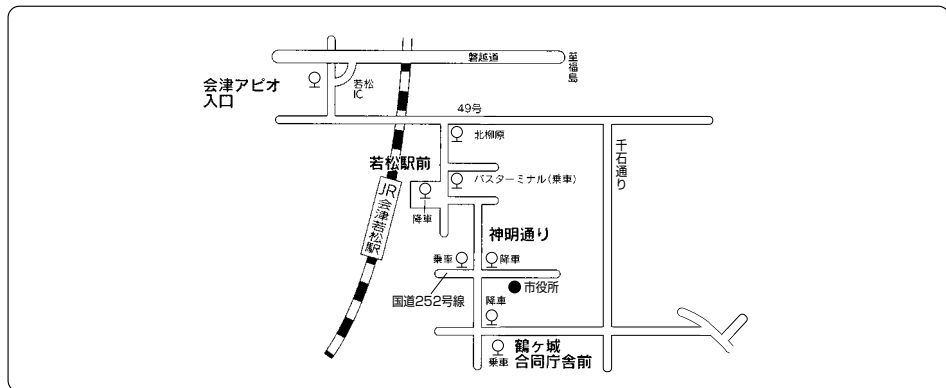 磐越道
至福島
会津アピオ
入口
若松
IC
49号
北柳原
千石通り
若松駅前
バスターミナル(乗車)
JR会津若松駅
降車
神明通り
乗車
降車
国道252号線
市役所
降車
鶴ヶ城
合同庁舎前
乗車